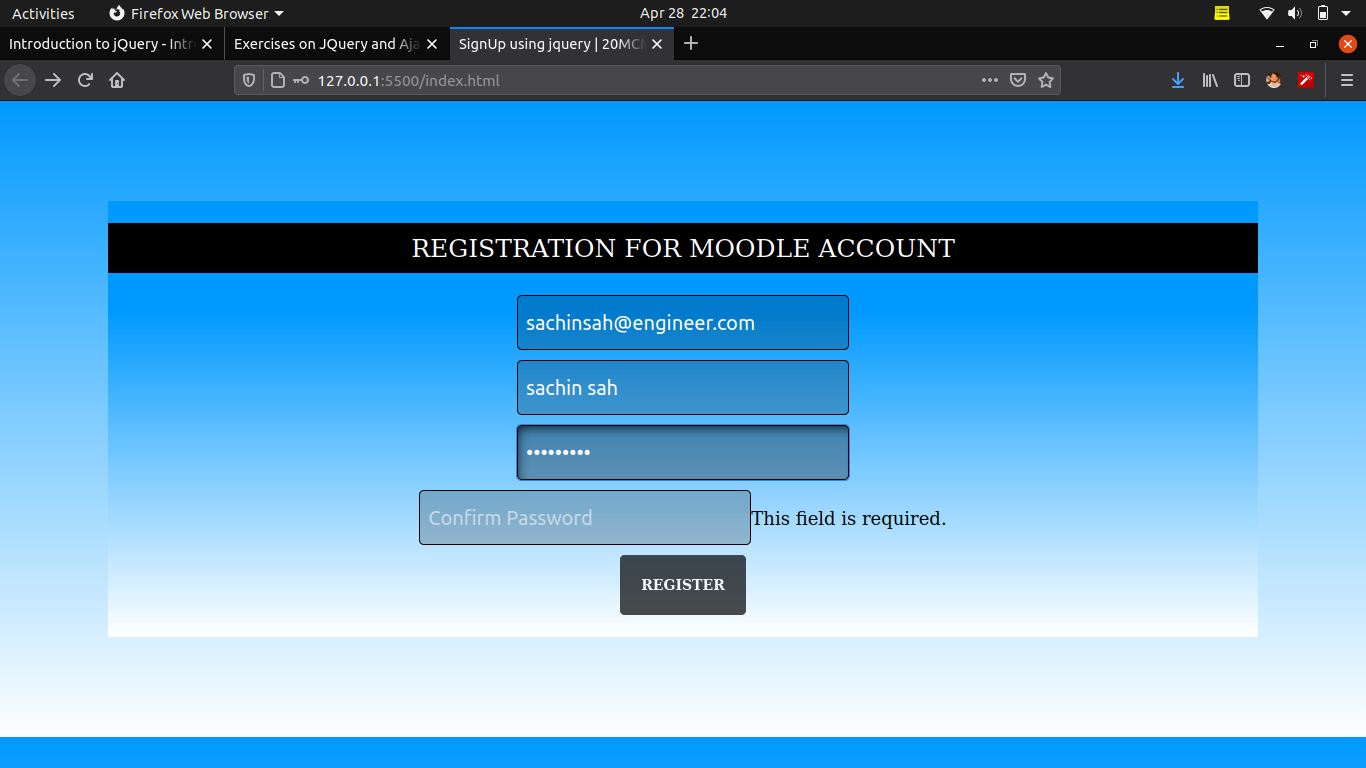 Activities Firefox Web Browser Apr 28 22:04
Introduction to jQuery - Intr Exercises on JQuery and Aja SignUp using jquery | 20MC
127.0.0.1:5500/index.html
REGISTRATION FOR MOODLE ACCOUNT
sachinsah@engineer.com
sachin sah
•••••••••
Confirm Password This field is required.
REGISTER